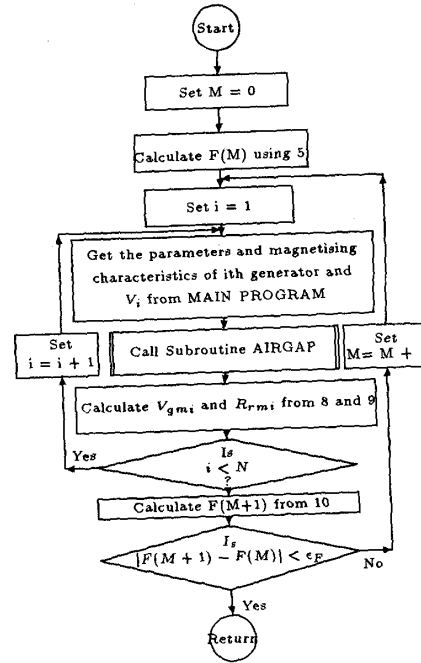 Start
Set M = 0
Calculate F(M) using 5
Set i = 1
Get the parameters and magnetising
characteristics of ith generator and
V_i from MAIN PROGRAM
Set
i = i + 1
Call Subroutine AIRGAP
Set
M= M +
Calculate V_gmi and R_rmi from 8 and 9
Yes
Is
i < N
?
Calculate F(M+1) from 10
Is
|F(M + 1) − F(M)| < ϵ_F
No
Yes
Return